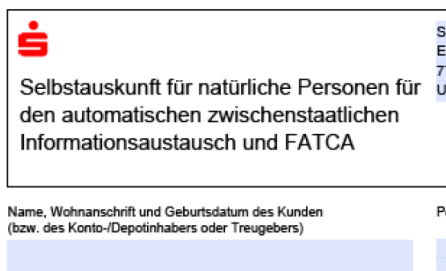 Selbstauskunft für natürliche Personen für
den automatischen zwischenstaatlichen
Informationsaustausch und FATCA
Name, Wohnanschrift und Geburtsdatum des Kunden
(bzw. des Konto-/Depotinhabers oder Treugebers)